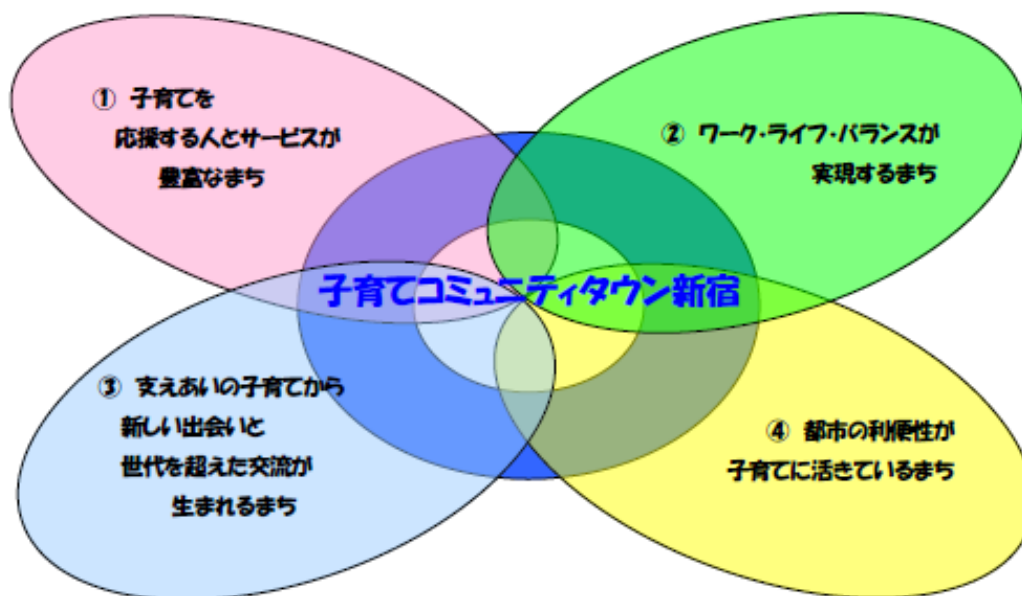 ① 子育てを
応援する人とサービスが
豊富なまち
② ワーク・ライフ・バランスが
実現するまち
子育てコミュニティタウン新宿
③ 支えあいの子育てから
新しい出会いと
世代を超えた交流が
生まれるまち
④ 都市の利便性が
子育てに活きているまち